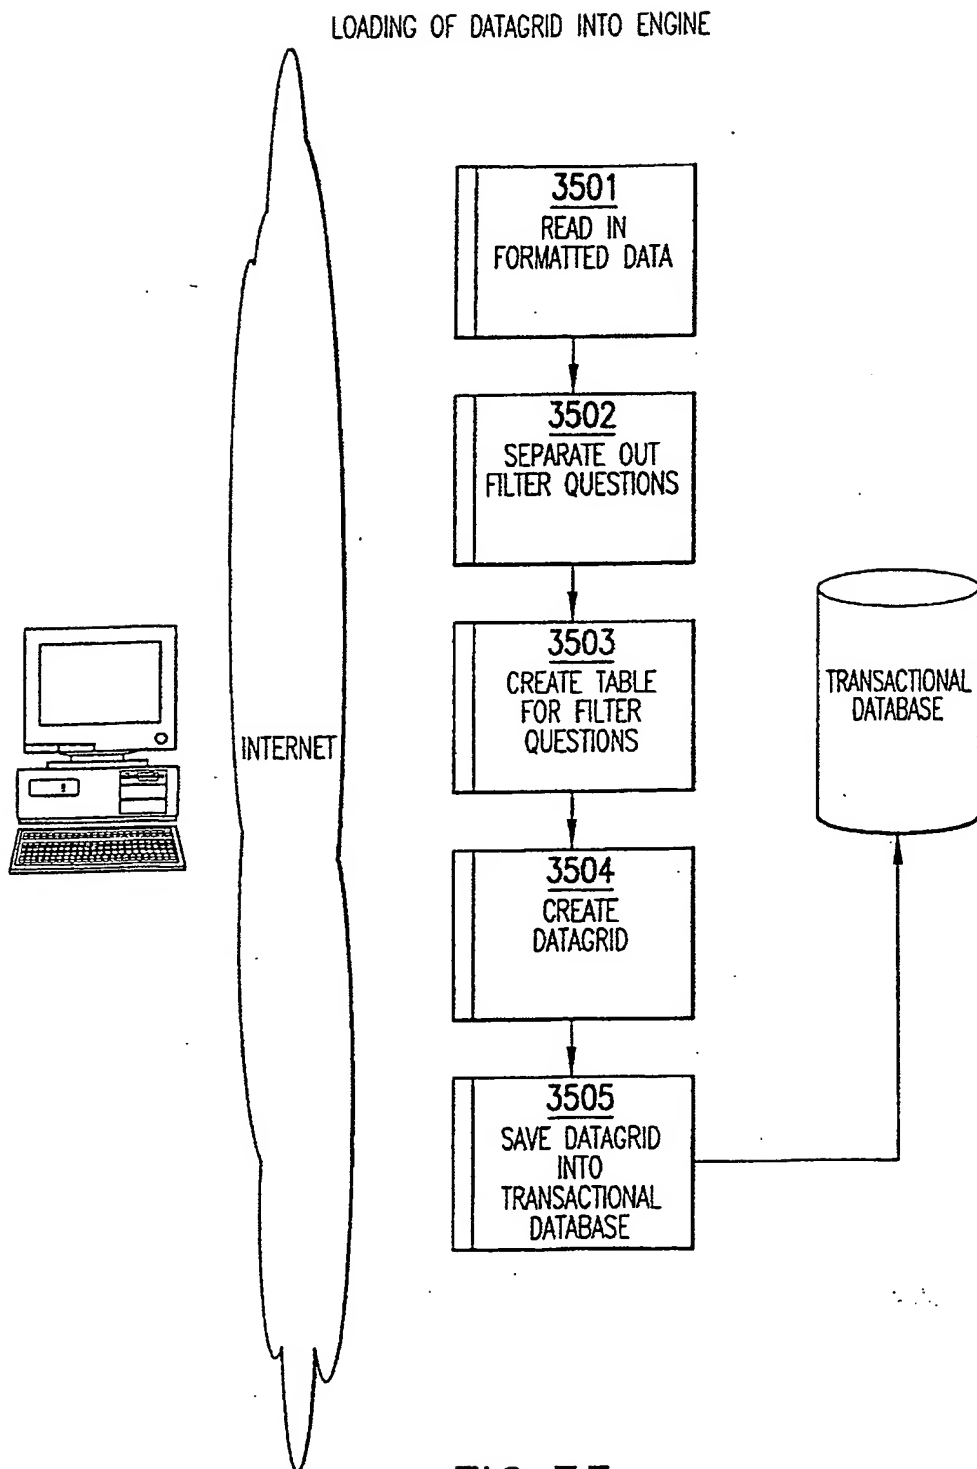 LOADING OF DATAGRID INTO ENGINE
3501
READ IN
FORMATTED DATA
3502
SEPARATE OUT
FILTER QUESTIONS
3503
CREATE TABLE
FOR FILTER
QUESTIONS
TRANSACTIONAL
DATABASE
INTERNET
3504
CREATE
DATAGRID
3505
SAVE DATAGRID
INTO
TRANSACTIONAL
DATABASE